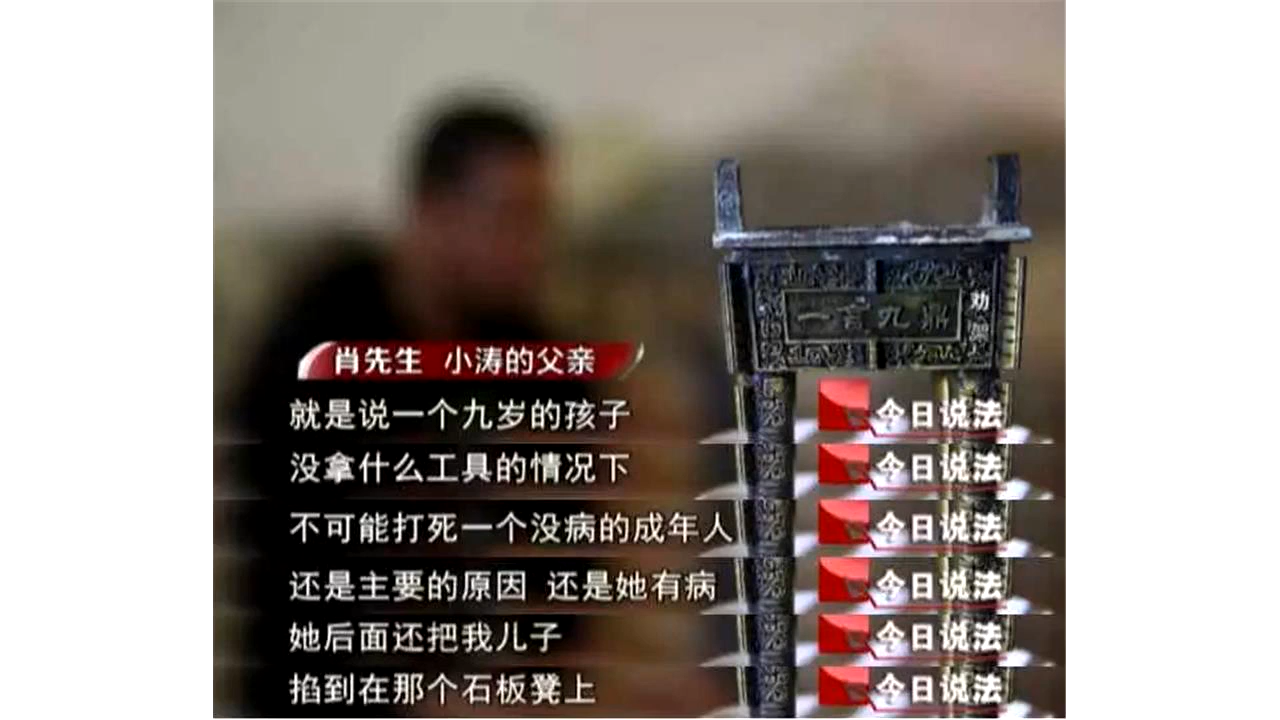 一言九鼎
劝
肖先生 小涛的父亲
就是说一个九岁的孩子
今日说法
没拿什么工具的情况下
今日说法
不可能打死一个没病的成年人
今日说法
还是主要的原因 还是她有病
今日说法
她后面还把我儿子
今日说法
掐到在那个石板凳上
今日说法